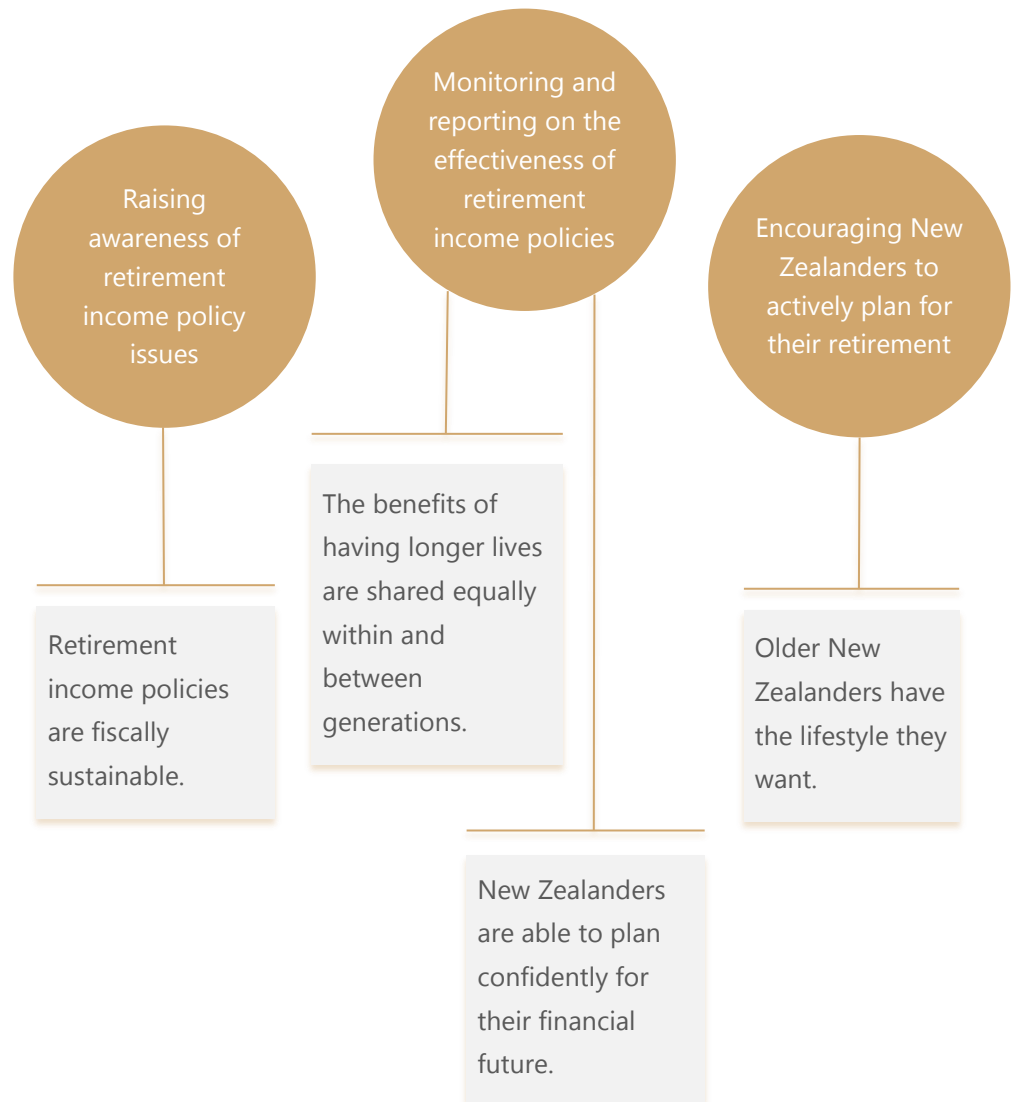 Raising
awareness of
retirement
income policy
issues
Monitoring and
reporting on the
effectiveness of
retirement
income policies
Encouraging New
Zealanders to
actively plan for
their retirement
Retirement
income policies
are fiscally
sustainable.
The benefits of
having longer lives
are shared equally
within and
between
generations.
New Zealanders
are able to plan
confidently for
their financial
future.
Older New
Zealanders have
the lifestyle they
want.